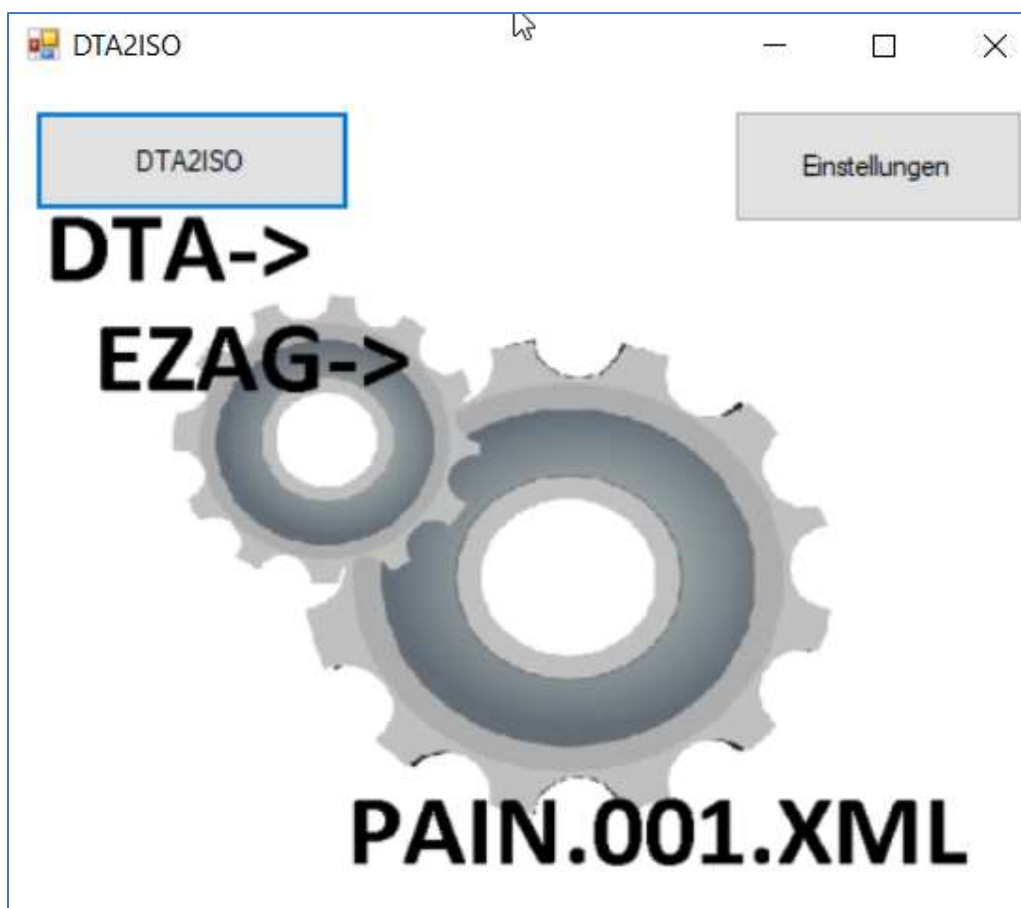 DTA2ISO
DTA2ISO
Einstellungen
DTA->
EZAG->
PAIN.001.XML